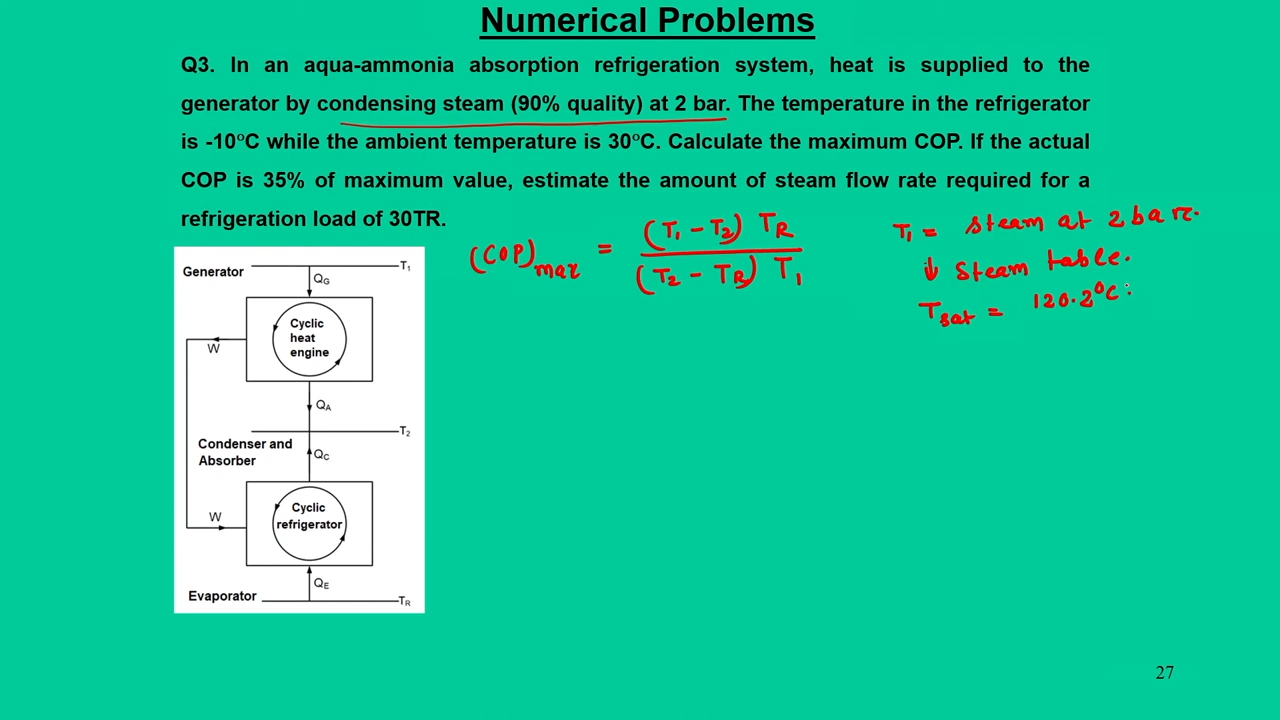 Numerical Problems
Q3. In an aqua-ammonia absorption refrigeration system, heat is supplied to the
generator by condensing steam (90% quality) at 2 bar. The temperature in the refrigerator
is -10°C while the ambient temperature is 30°C. Calculate the maximum COP. If the actual
COP is 35% of maximum value, estimate the amount of steam flow rate required for a
refrigeration load of 30TR.
(COP)max = (T1 - T2) TR
(T2 - TR) T1
T1 = steam at 2 bar.
↓ steam table.
Tsat = 120.2°C.
Generator
T1
QG
Cyclic
heat
engine
W
QA
T2
Condenser and
Absorber
QC
Cyclic
refrigerator
W
QE
Evaporator
TR
27